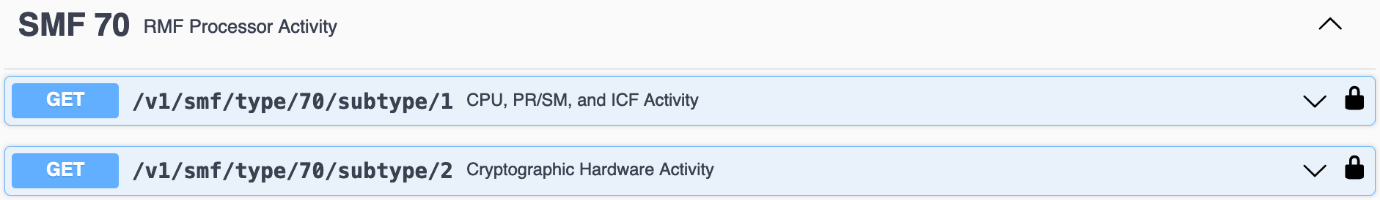 SMF 70 RMF Processor Activity
GET /v1/smf/type/70/subtype/1 CPU, PR/SM, and ICF Activity
GET /v1/smf/type/70/subtype/2 Cryptographic Hardware Activity